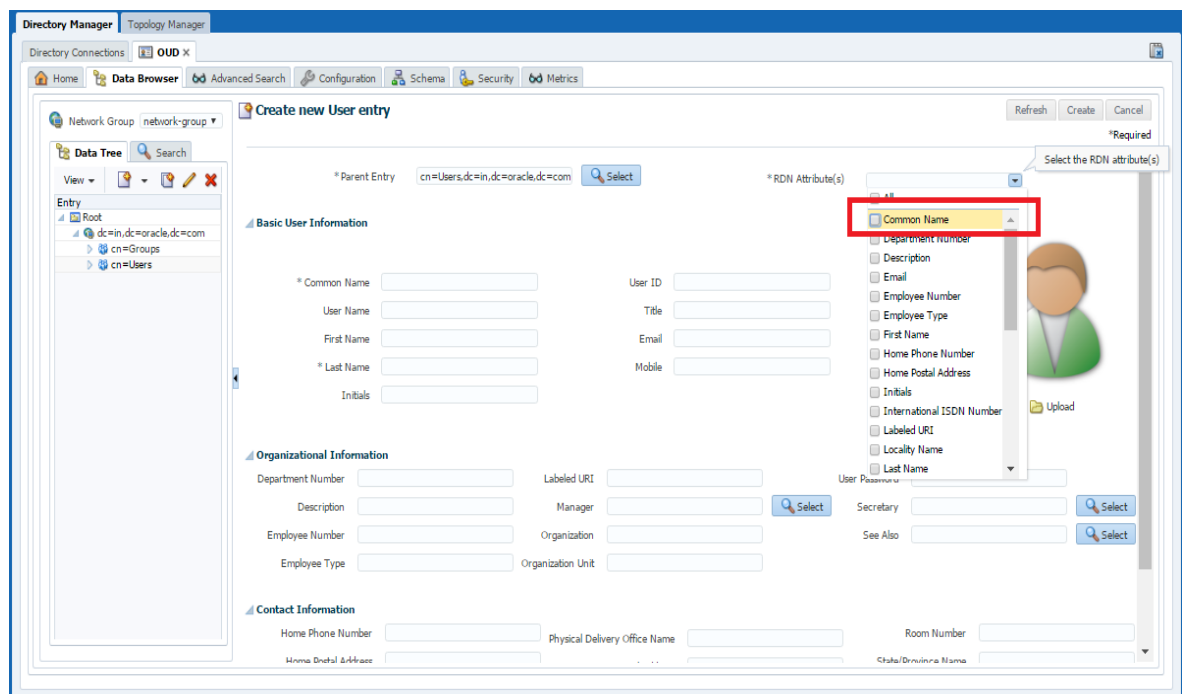 Directory Manager Topology Manager
Directory Connections OUD ×
Home Data Browser Advanced Search Configuration Schema Security Metrics
Network Group network-group
Data Tree Search
View
Entry
Root
dc=in,dc=oracle,dc=com
cn=Groups
cn=Users
Create new User entry Refresh Create Cancel
*Required
Select the RDN attribute(s)
* Parent Entry cn=Users,dc=in,dc=oracle,dc=com Select * RDN Attribute(s)
All
Common Name
Department Number
Description
Email
Employee Number
Employee Type
First Name
Home Phone Number
Home Postal Address
Initials
International ISDN Number
Labeled URI
Locality Name
Last Name
Basic User Information
* Common Name User ID
User Name Title
First Name Email
* Last Name Mobile
Initials
Upload
Organizational Information
Department Number Labeled URI User Password
Description Manager Select Secretary Select
Employee Number Organization See Also Select
Employee Type Organization Unit
Contact Information
Home Phone Number Physical Delivery Office Name Room Number
Home Postal Address State/Province Name